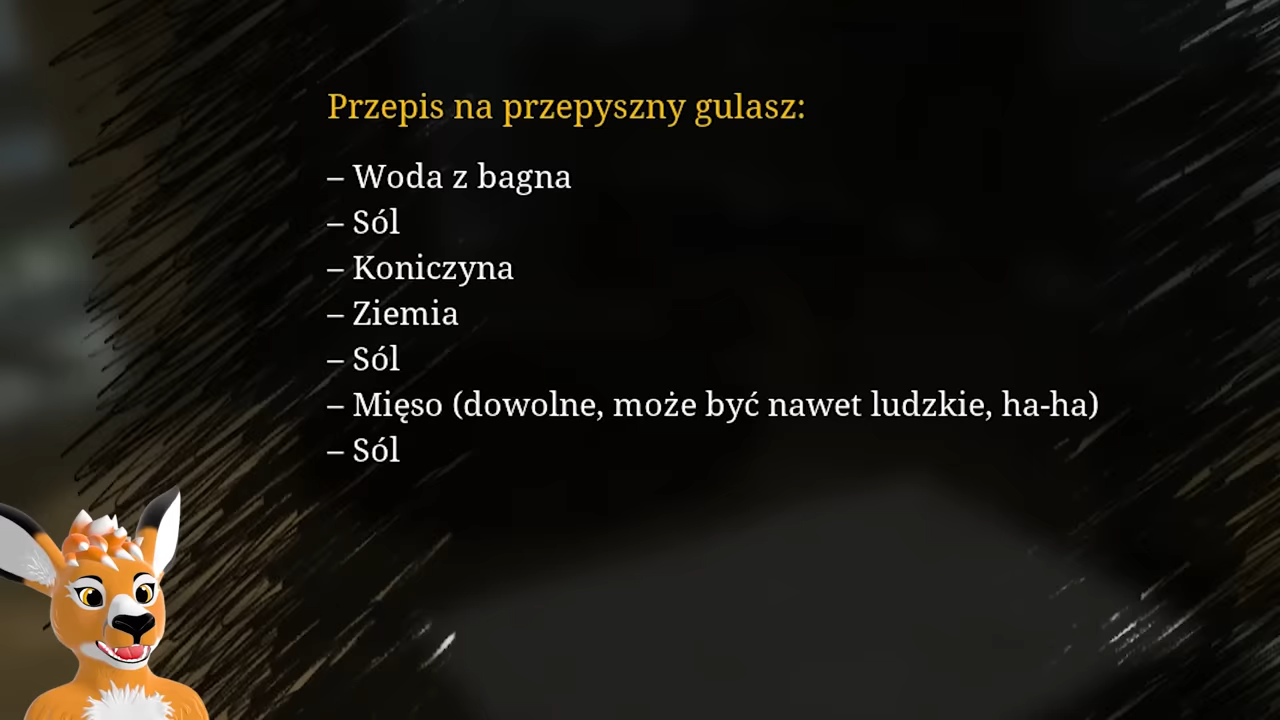 Przepis na przepyszny gulasz:
– Woda z bagna
– Sól
– Koniczyna
– Ziemia
– Sól
– Mięso (dowolne, może być nawet ludzkie, ha-ha)
– Sól